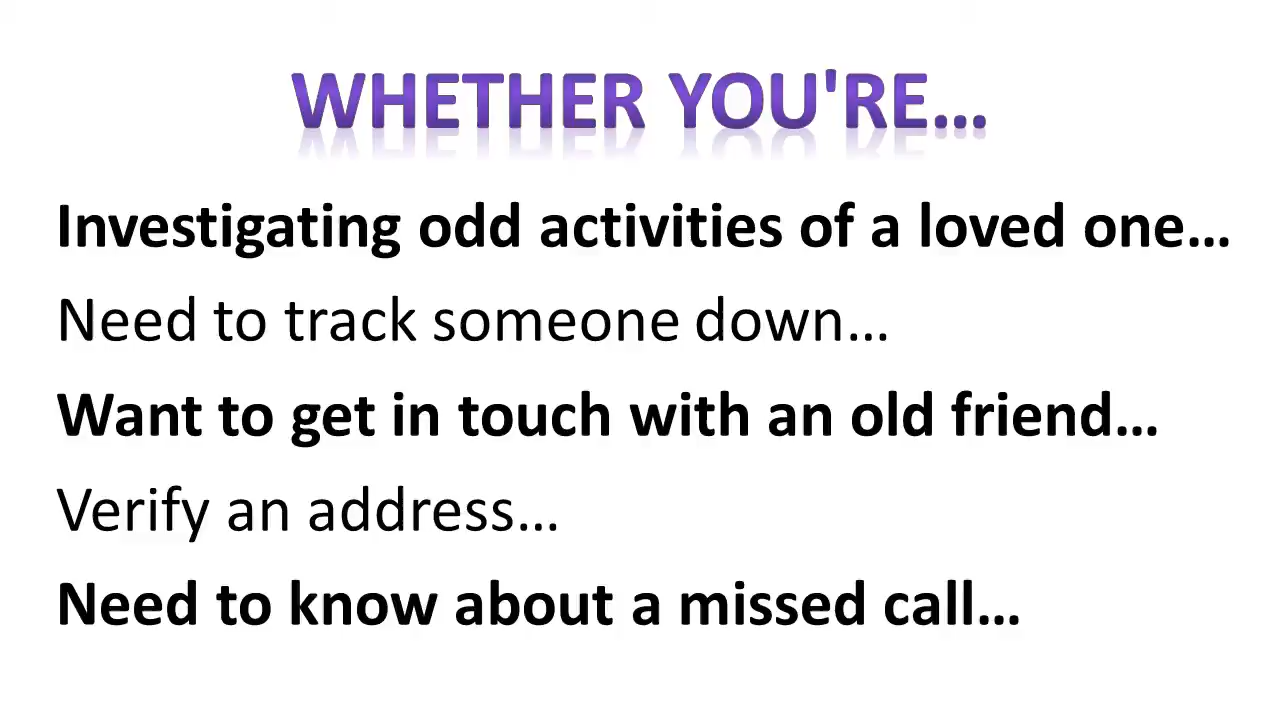 WHETHER YOU'RE...
Investigating odd activities of a loved one...
Need to track someone down...
Want to get in touch with an old friend...
Verify an address...
Need to know about a missed call...